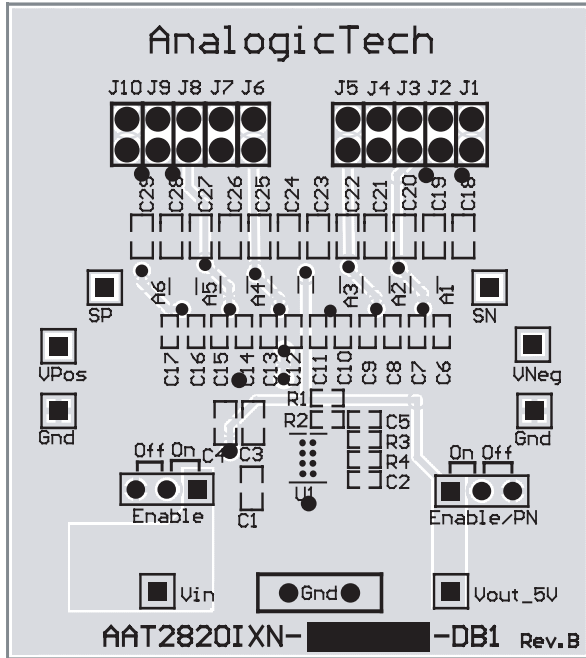 AnalogicTech
J10 J9 J8 J7 J6 J5 J4 J3 J2 J1
C29 C28 C27 C26 C25 C24 C23 C22 C21 C20 C19 C18
A6 A5 A4 A3 A2 A1
SP SN
C17 C16 C15 C14 C13 C12 C11 C10 C9 C8 C7 C6
VPos VNeg
R1
Gnd R2 C5 Gnd
R3
C4 C3
Off On R4 On Off
C2
U1
Enable C1 Enable/PN
Vin Gnd Vout_5V
AAT2820IXN- -DB1 Rev.B